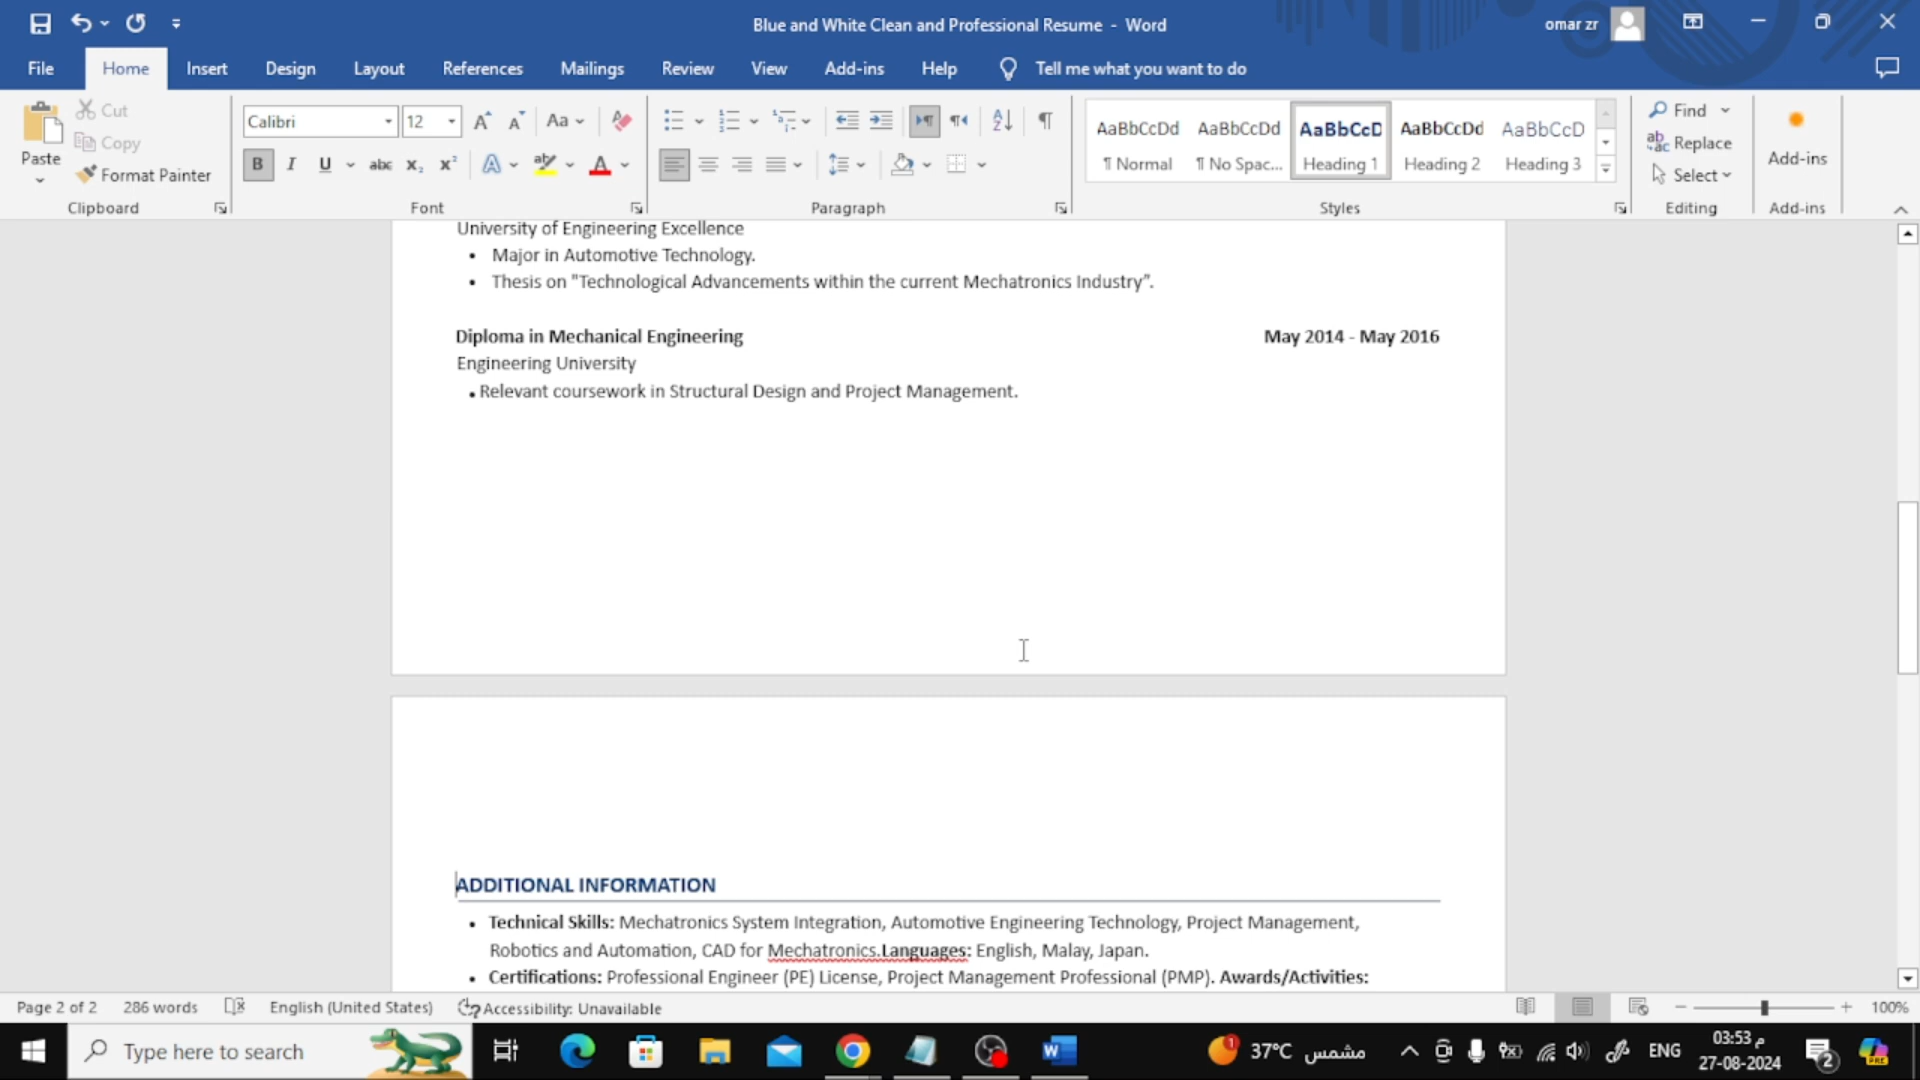 Blue and White Clean and Professional Resume - Word
omar zr
File Home Insert Design Layout References Mailings Review View Add-ins Help Tell me what you want to do
Paste
Cut
Copy
Format Painter
Clipboard
Calibri 12
Aa
B I U abc x₂ x²
Font
Paragraph
AaBbCcDd AaBbCcDd AaBbCcD AaBbCcDd AaBbCcD
¶ Normal ¶ No Spac... Heading 1 Heading 2 Heading 3
Styles
Find
Replace
Select
Editing
Add-ins
Add-ins
University of Engineering Excellence
• Major in Automotive Technology.
• Thesis on "Technological Advancements within the current Mechatronics Industry”.
Diploma in Mechanical Engineering May 2014 - May 2016
Engineering University
• Relevant coursework in Structural Design and Project Management.
ADDITIONAL INFORMATION
• Technical Skills: Mechatronics System Integration, Automotive Engineering Technology, Project Management,
Robotics and Automation, CAD for Mechatronics.Languages: English, Malay, Japan.
• Certifications: Professional Engineer (PE) License, Project Management Professional (PMP). Awards/Activities:
Page 2 of 2 286 words English (United States) Accessibility: Unavailable 100%
Type here to search
37°C مشمس
ENG
03:53 م
27-08-2024
2